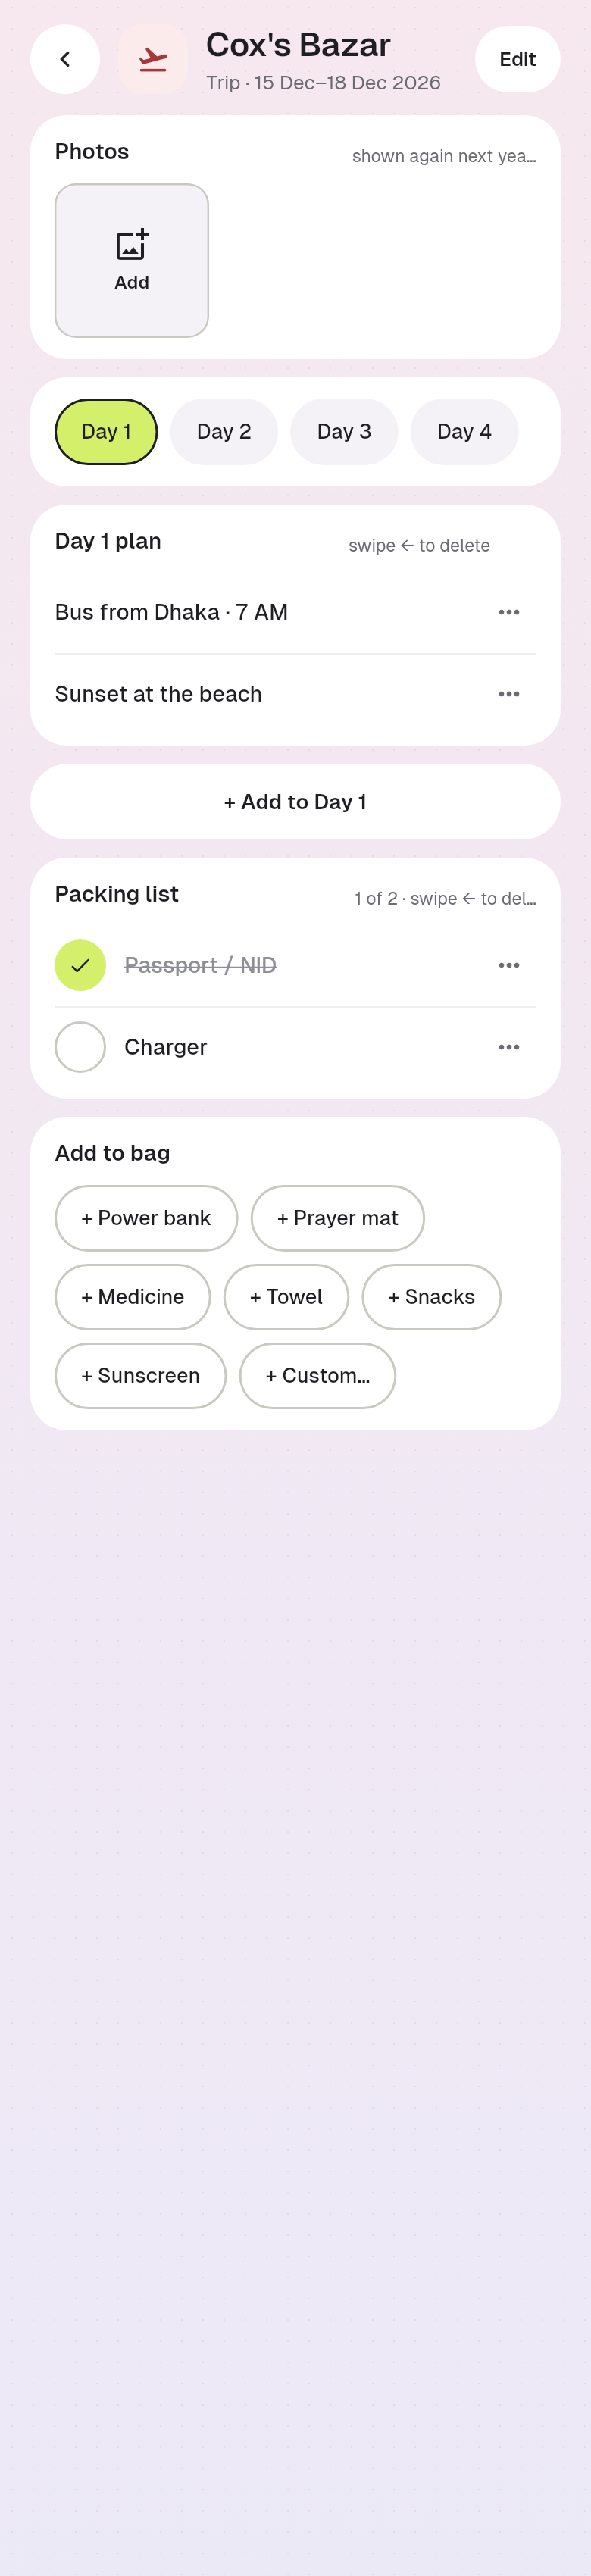 Cox's Bazar
Trip · 15 Dec–18 Dec 2026
Edit
Photos
shown again next yea...
Add
Day 1
Day 2
Day 3
Day 4
Day 1 plan
swipe ← to delete
Bus from Dhaka · 7 AM
Sunset at the beach
+ Add to Day 1
Packing list
1 of 2 · swipe ← to del...
Passport / NID
Charger
Add to bag
+ Power bank
+ Prayer mat
+ Medicine
+ Towel
+ Snacks
+ Sunscreen
+ Custom...